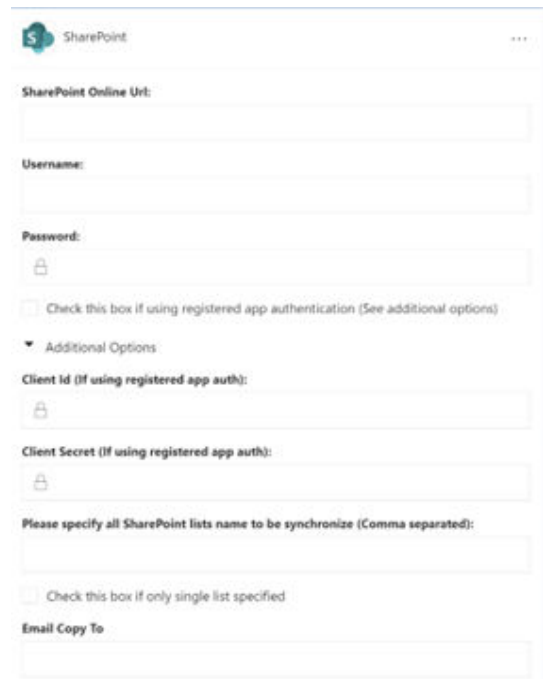 S SharePoint ...
SharePoint Online Url:
Username:
Password:
Check this box if using registered app authentication (See additional options)
Additional Options
Client Id (If using registered app auth):
Client Secret (If using registered app auth):
Please specify all SharePoint lists name to be synchronize (Comma separated):
Check this box if only single list specified
Email Copy To